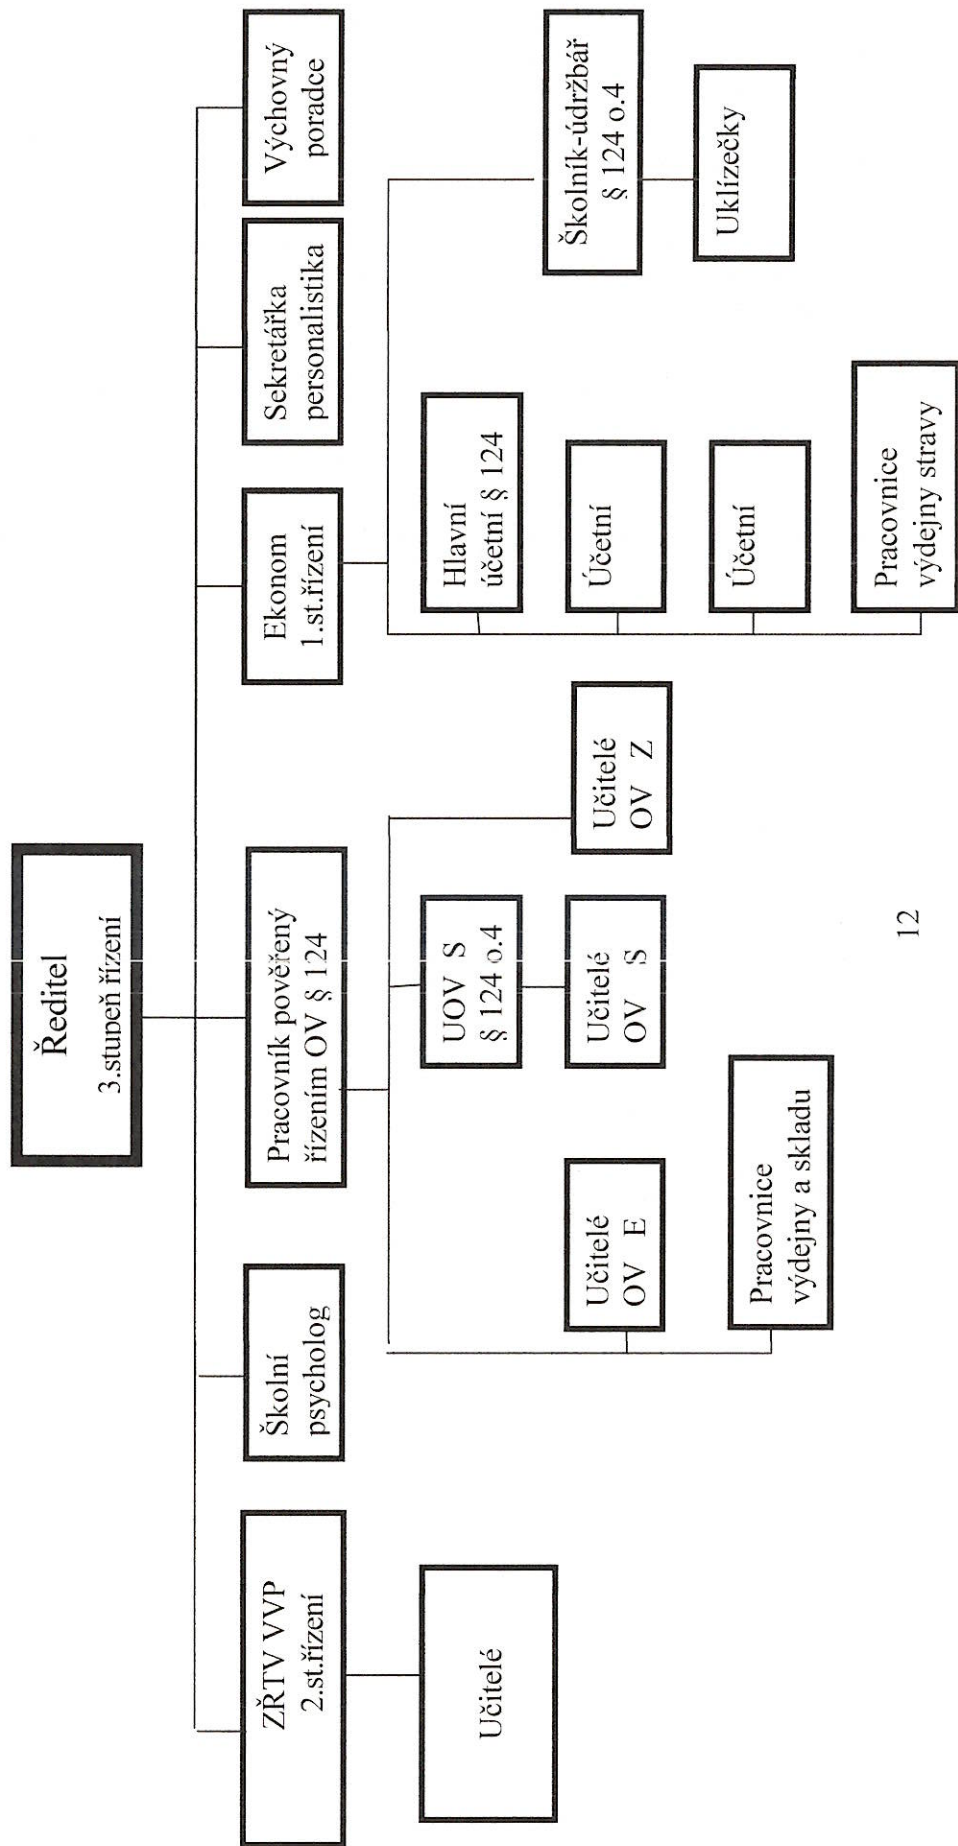 Ředitel
3.stupeň řízení
ZŘTV VVP
2.st.řízení
Školní
psycholog
Pracovník pověřený
řízením OV § 124
Ekonom
1.st.řízení
Sekretářka
personalistika
Výchovný
poradce
Učitelé
Učitelé
OV E
Pracovnice
výdejny a skladu
UOV S
§ 124 o.4
Učitelé
OV S
Učitelé
OV Z
Hlavní
účetní § 124
Účetní
Účetní
Pracovnice
výdejny stravy
Školník-údržbář
§ 124 o.4
Uklízečky
12